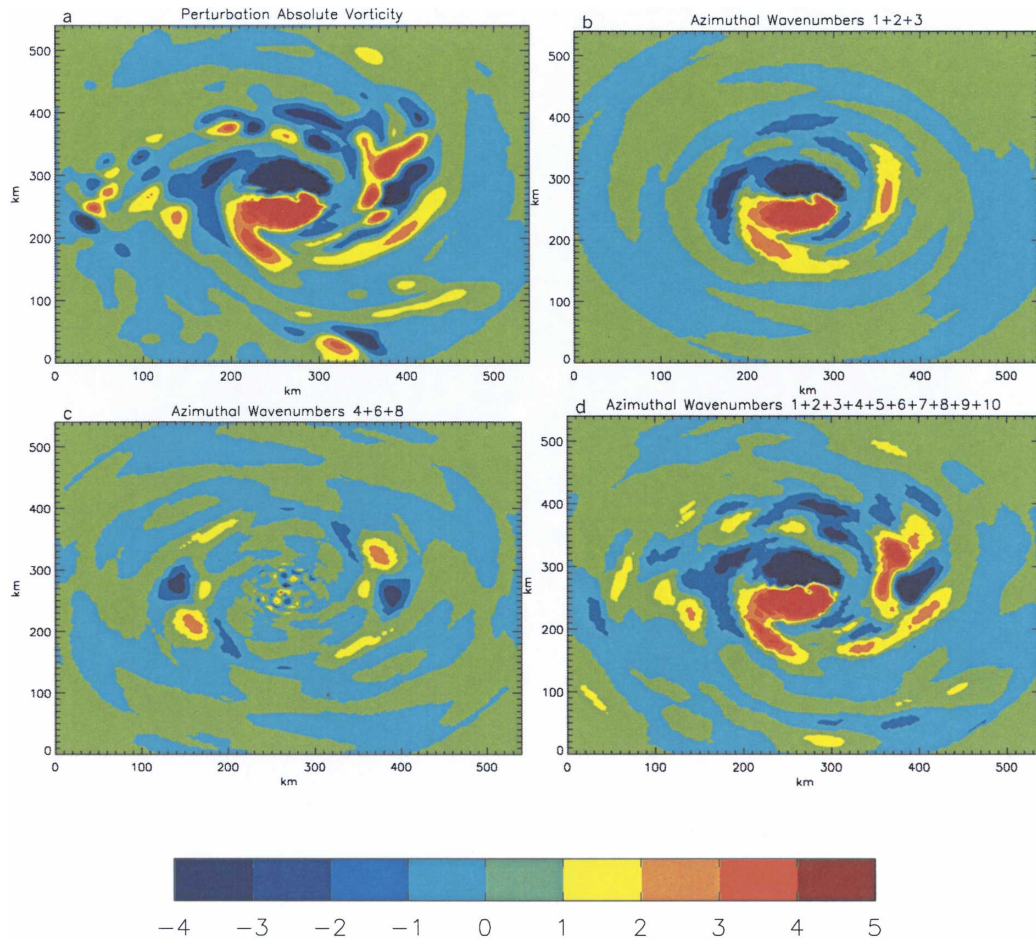 a
Perturbation Absolute Vorticity
500
400
300
200
100
0
km
0 100 200 300 400 500
km
b
Azimuthal Wavenumbers 1+2+3
500
400
300
200
100
0
km
0 100 200 300 400 500
km
c
Azimuthal Wavenumbers 4+6+8
500
400
300
200
100
0
km
0 100 200 300 400 500
km
d
Azimuthal Wavenumbers 1+2+3+4+5+6+7+8+9+10
500
400
300
200
100
0
km
0 100 200 300 400 500
km
−4 −3 −2 −1 0 1 2 3 4 5